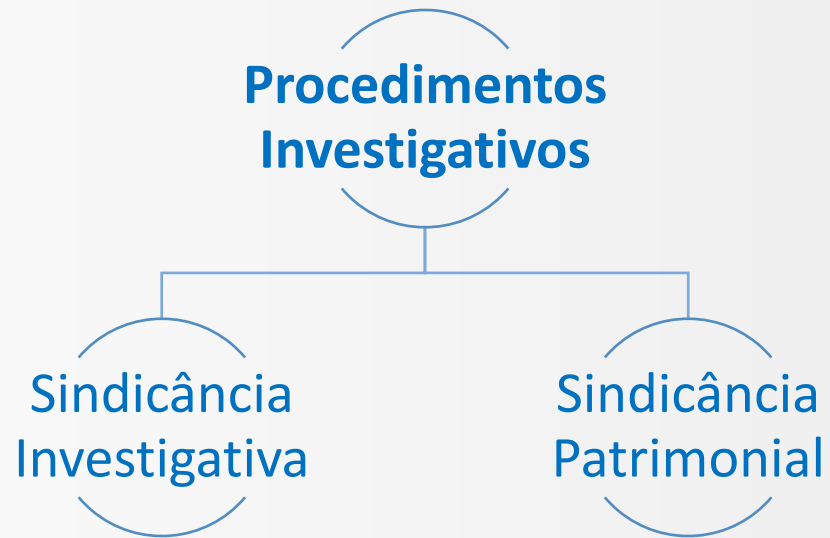 Procedimentos
Investigativos
Sindicância
Investigativa
Sindicância
Patrimonial